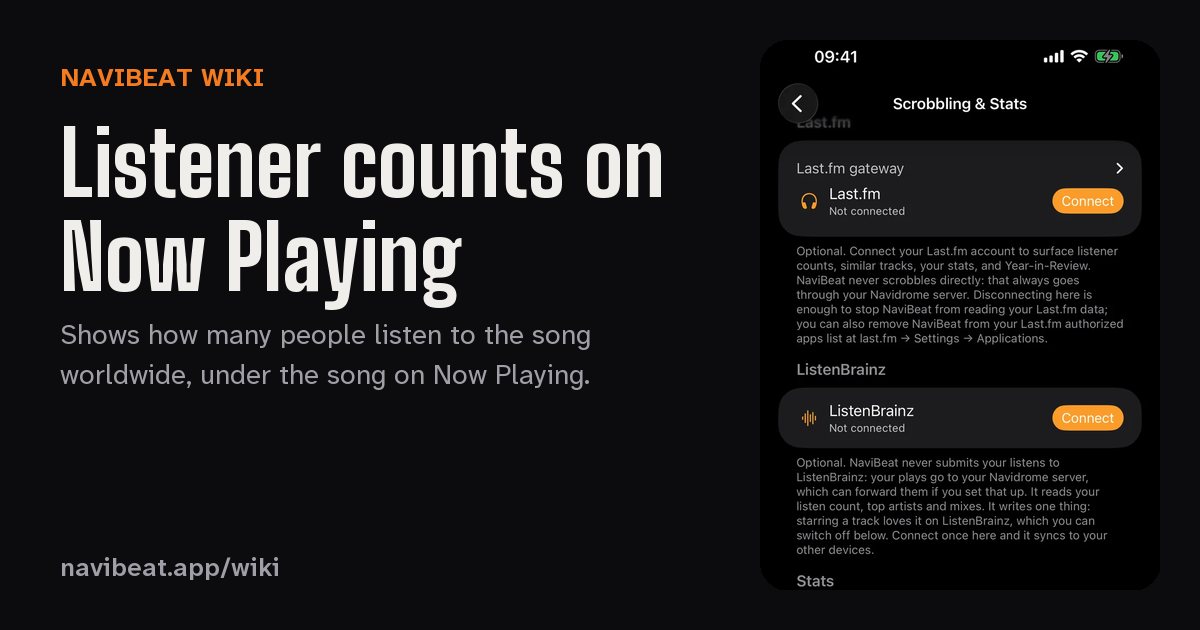 NAVIBEAT WIKI
Listener counts on
Now Playing
Shows how many people listen to the song
worldwide, under the song on Now Playing.
navibeat.app/wiki
09:41
Scrobbling & Stats
Last.fm
Last.fm gateway
Last.fm
Not connected
Connect
Optional. Connect your Last.fm account to surface listener
counts, similar tracks, your stats, and Year-in-Review.
NaviBeat never scrobbles directly: that always goes
through your Navidrome server. Disconnecting here is
enough to stop NaviBeat from reading your Last.fm data;
you can also remove NaviBeat from your Last.fm authorized
apps list at last.fm → Settings → Applications.
ListenBrainz
ListenBrainz
Not connected
Connect
Optional. NaviBeat never submits your listens to
ListenBrainz: your plays go to your Navidrome server,
which can forward them if you set that up. It reads your
listen count, top artists and mixes. It writes one thing:
starring a track loves it on ListenBrainz, which you can
switch off below. Connect once here and it syncs to your
other devices.
Stats